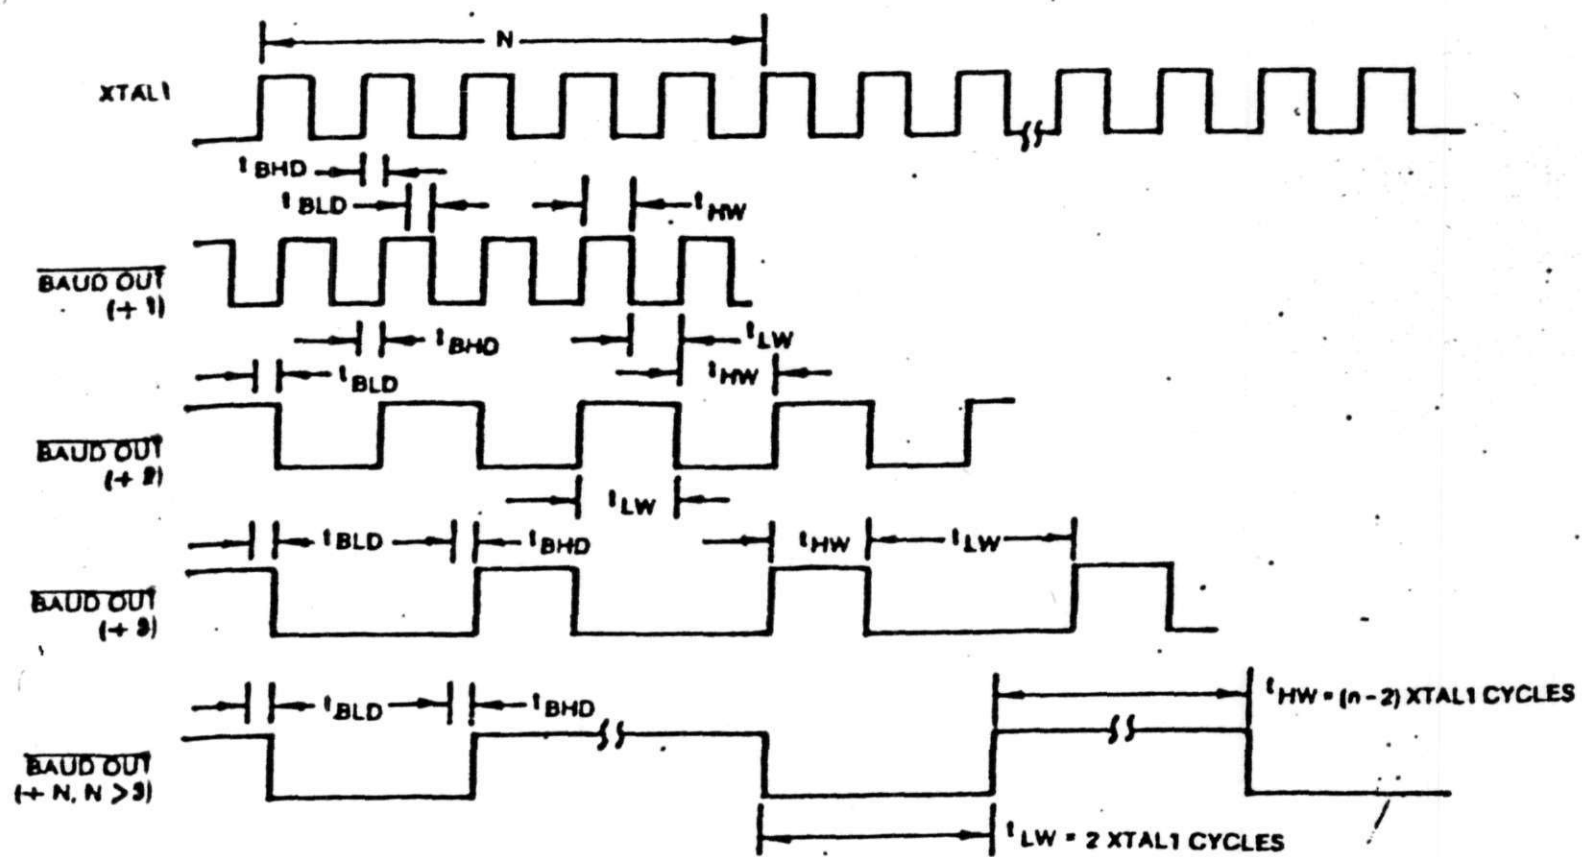 N
XTAL1
tBHD
tBLD
tHW
BAUD OUT
(÷ 1)
tBHD
tLW
tBLD
tHW
BAUD OUT
(÷ 2)
tLW
tBLD
tBHD
tHW
tLW
BAUD OUT
(÷ 3)
tBLD
tBHD
tHW = (n - 2) XTAL1 CYCLES
BAUD OUT
(÷ N, N > 3)
tLW = 2 XTAL1 CYCLES